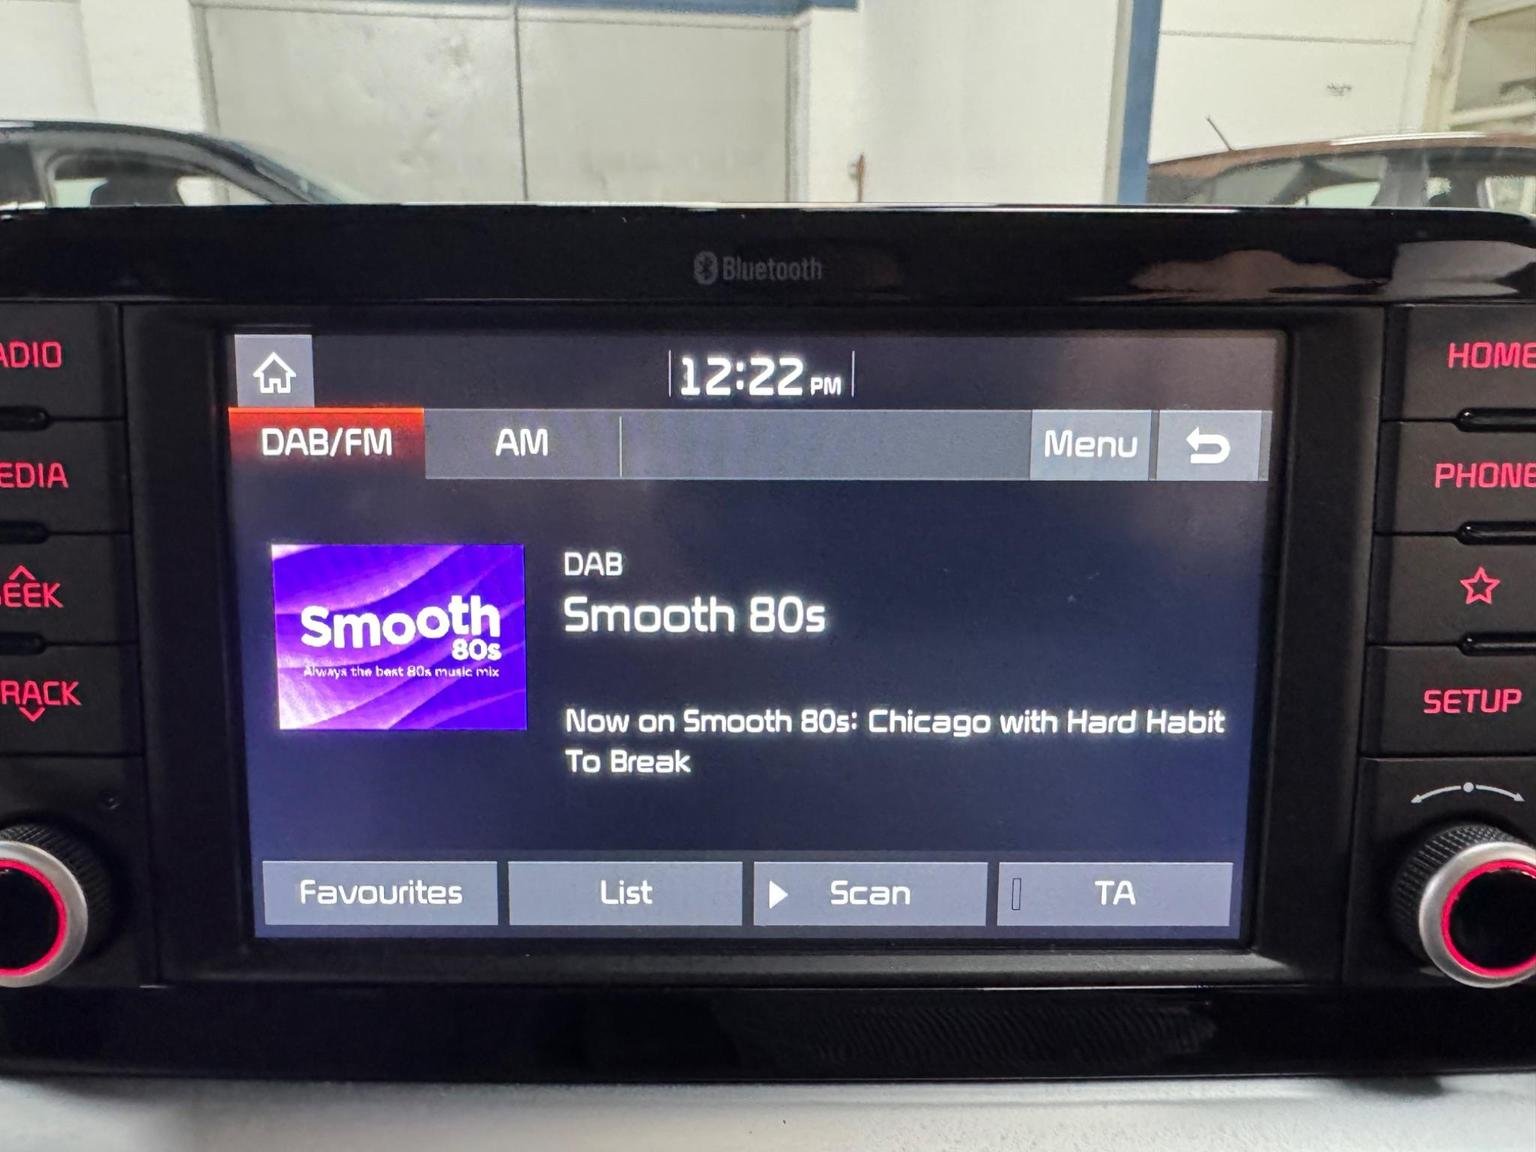 Bluetooth
ADIO
EDIA
SEEK
TRACK
12:22 PM
DAB/FM
AM
Menu
Smooth
80s
Always the best 80s music mix
DAB
Smooth 80s
Now on Smooth 80s: Chicago with Hard Habit
To Break
Favourites
List
Scan
TA
HOME
PHONE
SETUP